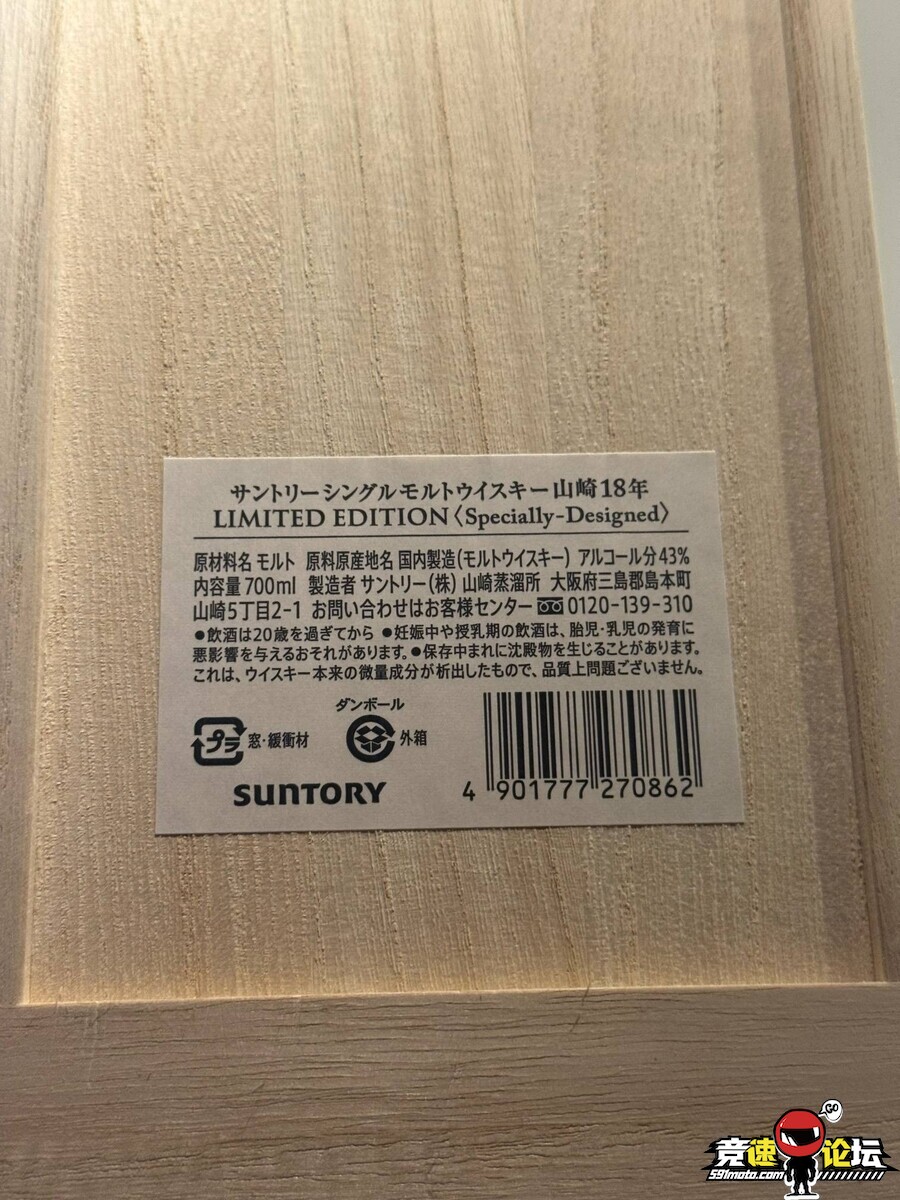 サントリーシングルモルトウイスキー山崎18年
LIMITED EDITION〈Specially-Designed〉
原材料名 モルト 原料原産地名 国内製造(モルトウイスキー) アルコール分43%
内容量700ml 製造者 サントリー(株) 山崎蒸溜所 大阪府三島郡島本町
山崎5丁目2-1 お問い合わせはお客様センター 0120-139-310
●飲酒は20歳を過ぎてから ●妊娠中や授乳期の飲酒は、胎児・乳児の発育に
悪影響を与えるおそれがあります。●保存中まれに沈殿物を生じることがあります。
これは、ウイスキー本来の微量成分が析出したもので、品質上問題ございません。
ダンボール
プラ 窓・緩衝材 外箱
SUNTORY
4 901777 270862
GO
竞速论坛
591moto.com